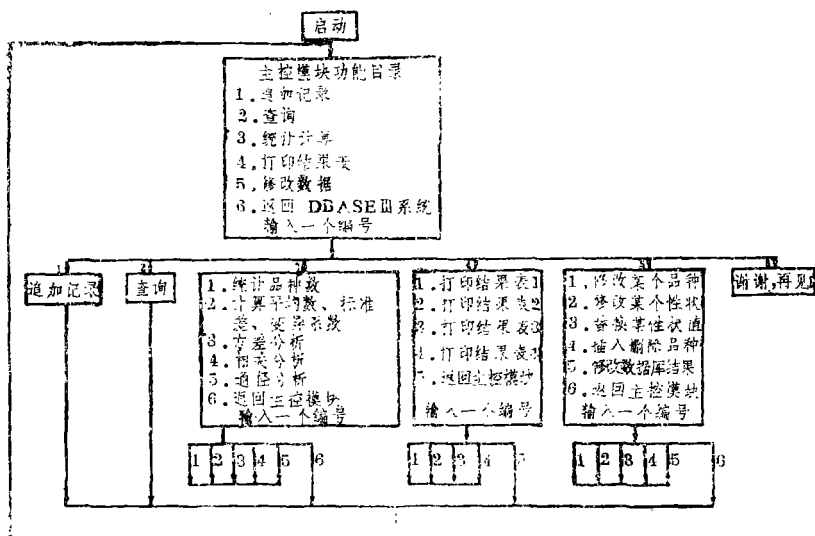 启动
主控模块功能目录
1.追加记录
2.查询
3.统计计算
4.打印结果表
5.修改数据
6.返回 DBASEⅢ系统
输入一个编号
追加记录
查询
1.统计品种数
2.计算平均数、标准
差、变异系数
3.方差分析
4.相关分析
5.通径分析
6.返回主控模块
输入一个编号
1.打印结果表1
2.打印结果表2
3.打印结果表3
4.打印结果表
5.返回主控模块
输入一个编号
1.修改某个品种
2.修改某个性状
3.替换某性状值
4.插入删除品种
5.修改数据库结果
6.返回主控模块
输入一个编号
谢谢,再见
1 2 3 4 5 6
1 2 3 4 5
1 2 3 4 5 6